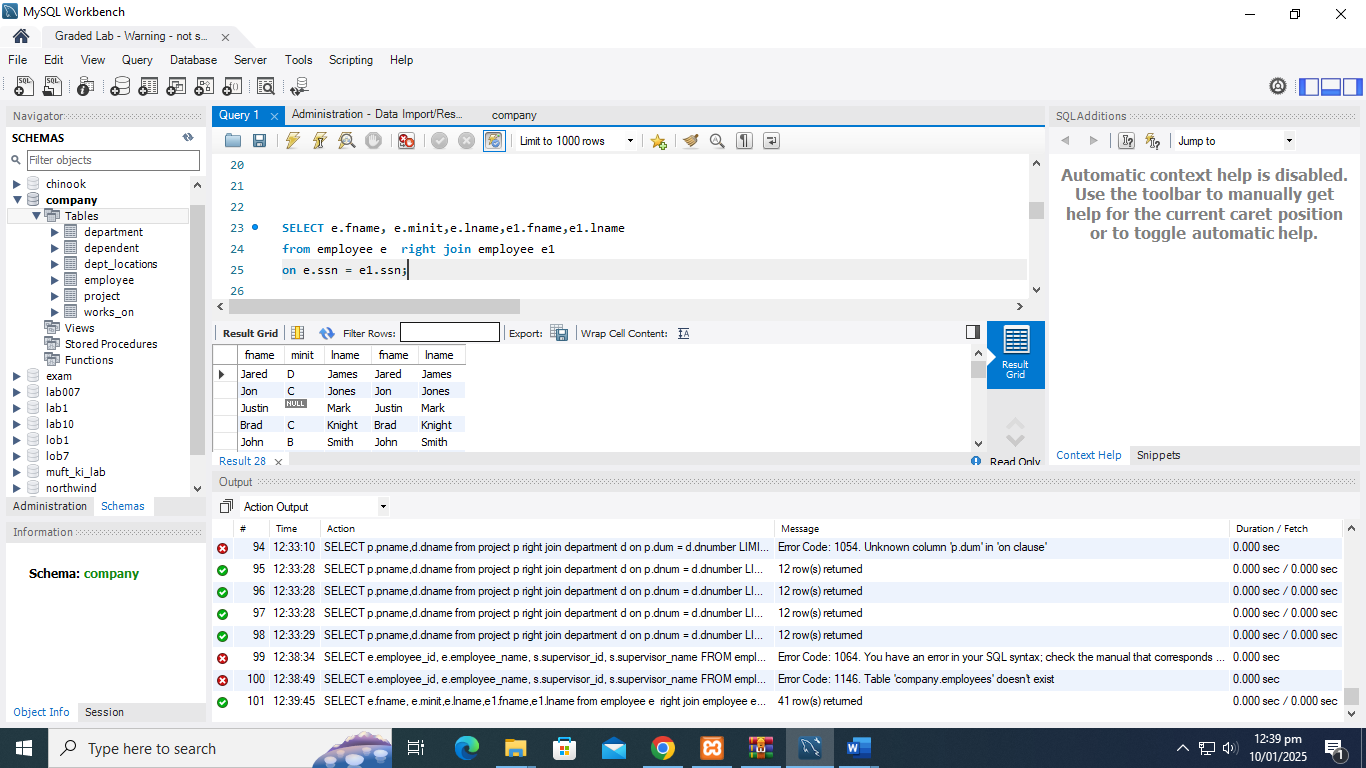 MySQL Workbench
Graded Lab - Warning - not s...
File Edit View Query Database Server Tools Scripting Help
Navigator
SCHEMAS
Filter objects
chinook
company
Tables
department
dependent
dept_locations
employee
project
works_on
Views
Stored Procedures
Functions
exam
lab007
lab1
lab10
lob1
lob7
muft_ki_lab
northwind
Administration Schemas
Information
Schema: company
Object Info Session
Query 1 Administration - Data Import/Res... company
Limit to 1000 rows
20
21
22
23 SELECT e.fname, e.minit,e.lname,e1.fname,e1.lname
24 from employee e right join employee e1
25 on e.ssn = e1.ssn;
26
Result Grid Filter Rows: Export: Wrap Cell Content:
fname minit lname fname lname
Jared D James Jared James
Jon C Jones Jon Jones
Justin NULL Mark Justin Mark
Brad C Knight Brad Knight
John B Smith John Smith
Result Grid
Result 28 Read Only
SQLAdditions
Jump to
Automatic context help is disabled.
Use the toolbar to manually get
help for the current caret position
or to toggle automatic help.
Context Help Snippets
Output
Action Output
# Time Action Message Duration / Fetch
94 12:33:10 SELECT p.pname,d.dname from project p right join department d on p.dum = d.dnumber LIMI... Error Code: 1054. Unknown column 'p.dum' in 'on clause' 0.000 sec
95 12:33:28 SELECT p.pname,d.dname from project p right join department d on p.dnum = d.dnumber LI... 12 row(s) returned 0.000 sec / 0.000 sec
96 12:33:28 SELECT p.pname,d.dname from project p right join department d on p.dnum = d.dnumber LI... 12 row(s) returned 0.000 sec / 0.000 sec
97 12:33:28 SELECT p.pname,d.dname from project p right join department d on p.dnum = d.dnumber LI... 12 row(s) returned 0.000 sec / 0.000 sec
98 12:33:29 SELECT p.pname,d.dname from project p right join department d on p.dnum = d.dnumber LI... 12 row(s) returned 0.000 sec / 0.000 sec
99 12:38:34 SELECT e.employee_id, e.employee_name, s.supervisor_id, s.supervisor_name FROM empl... Error Code: 1064. You have an error in your SQL syntax; check the manual that corresponds ... 0.000 sec
100 12:38:49 SELECT e.employee_id, e.employee_name, s.supervisor_id, s.supervisor_name FROM empl... Error Code: 1146. Table 'company.employees' doesn't exist 0.000 sec
101 12:39:45 SELECT e.fname, e.minit,e.lname,e1.fname,e1.lname from employee e right join employee e... 41 row(s) returned 0.000 sec / 0.000 sec
Type here to search
12:39 pm
10/01/2025
1